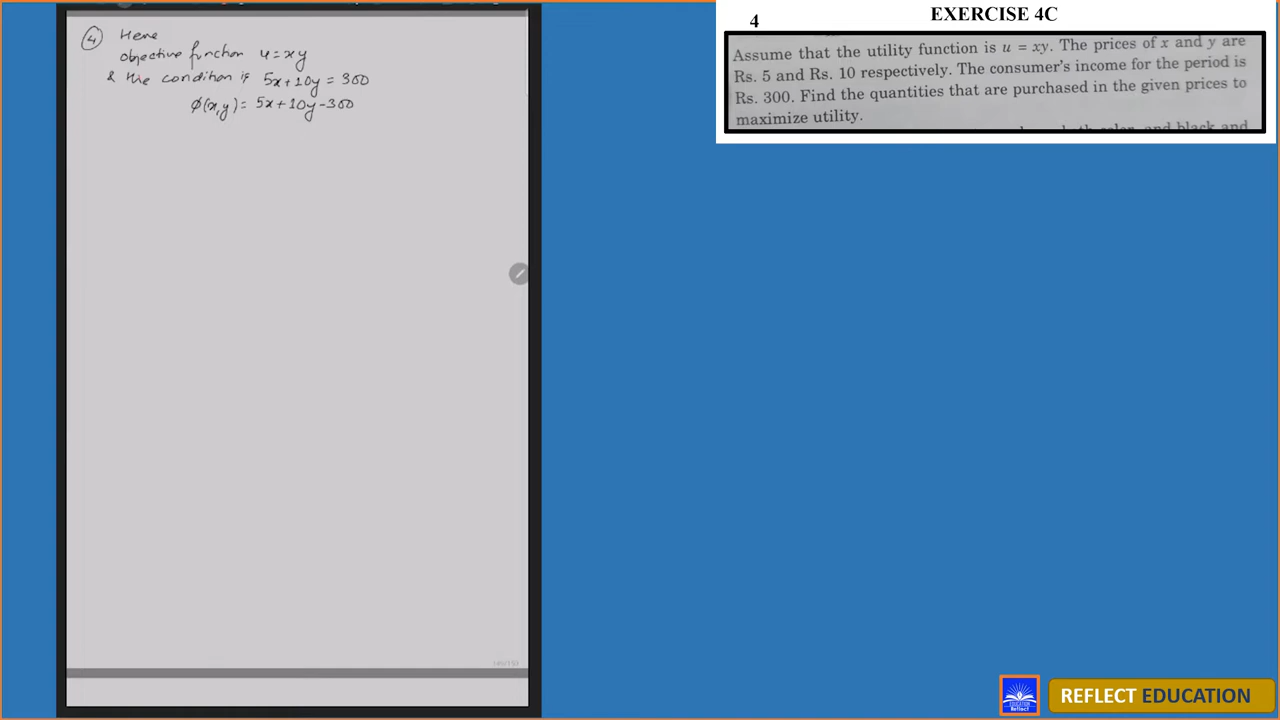 ④ Here
objective function u = xy
& the condition is 5x+10y = 300
φ(x,y) = 5x+10y-300
4
EXERCISE 4C
Assume that the utility function is u = xy. The prices of x and y are
Rs. 5 and Rs. 10 respectively. The consumer's income for the period is
Rs. 300. Find the quantities that are purchased in the given prices to
maximize utility.
REFLECT EDUCATION